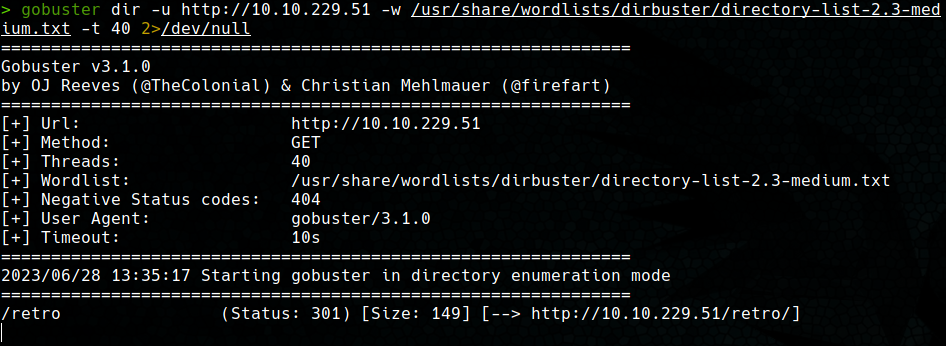 > gobuster dir -u http://10.10.229.51 -w /usr/share/wordlists/dirbuster/directory-list-2.3-med
ium.txt -t 40 2>/dev/null
===============================================================
Gobuster v3.1.0
by OJ Reeves (@TheColonial) & Christian Mehlmauer (@firefart)
===============================================================
[+] Url:                     http://10.10.229.51
[+] Method:                  GET
[+] Threads:                 40
[+] Wordlist:                /usr/share/wordlists/dirbuster/directory-list-2.3-medium.txt
[+] Negative Status codes:   404
[+] User Agent:              gobuster/3.1.0
[+] Timeout:                 10s
===============================================================
2023/06/28 13:35:17 Starting gobuster in directory enumeration mode
===============================================================
/retro                (Status: 301) [Size: 149] [--> http://10.10.229.51/retro/]